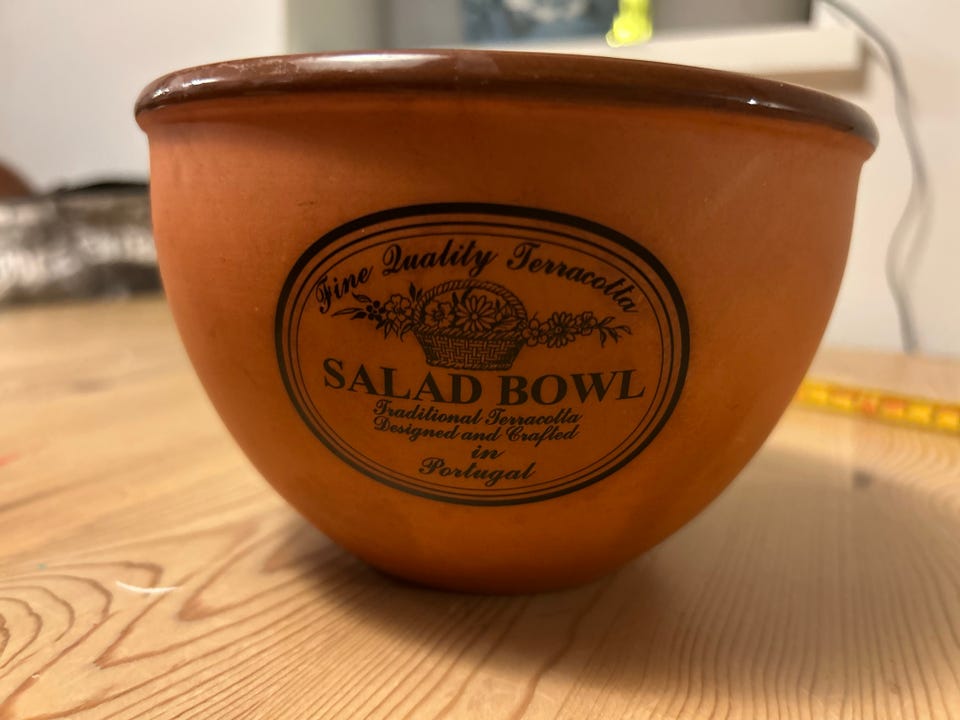 Fine Quality Terracotta
SALAD BOWL
Traditional Terracotta
Designed and Crafted
in
Portugal